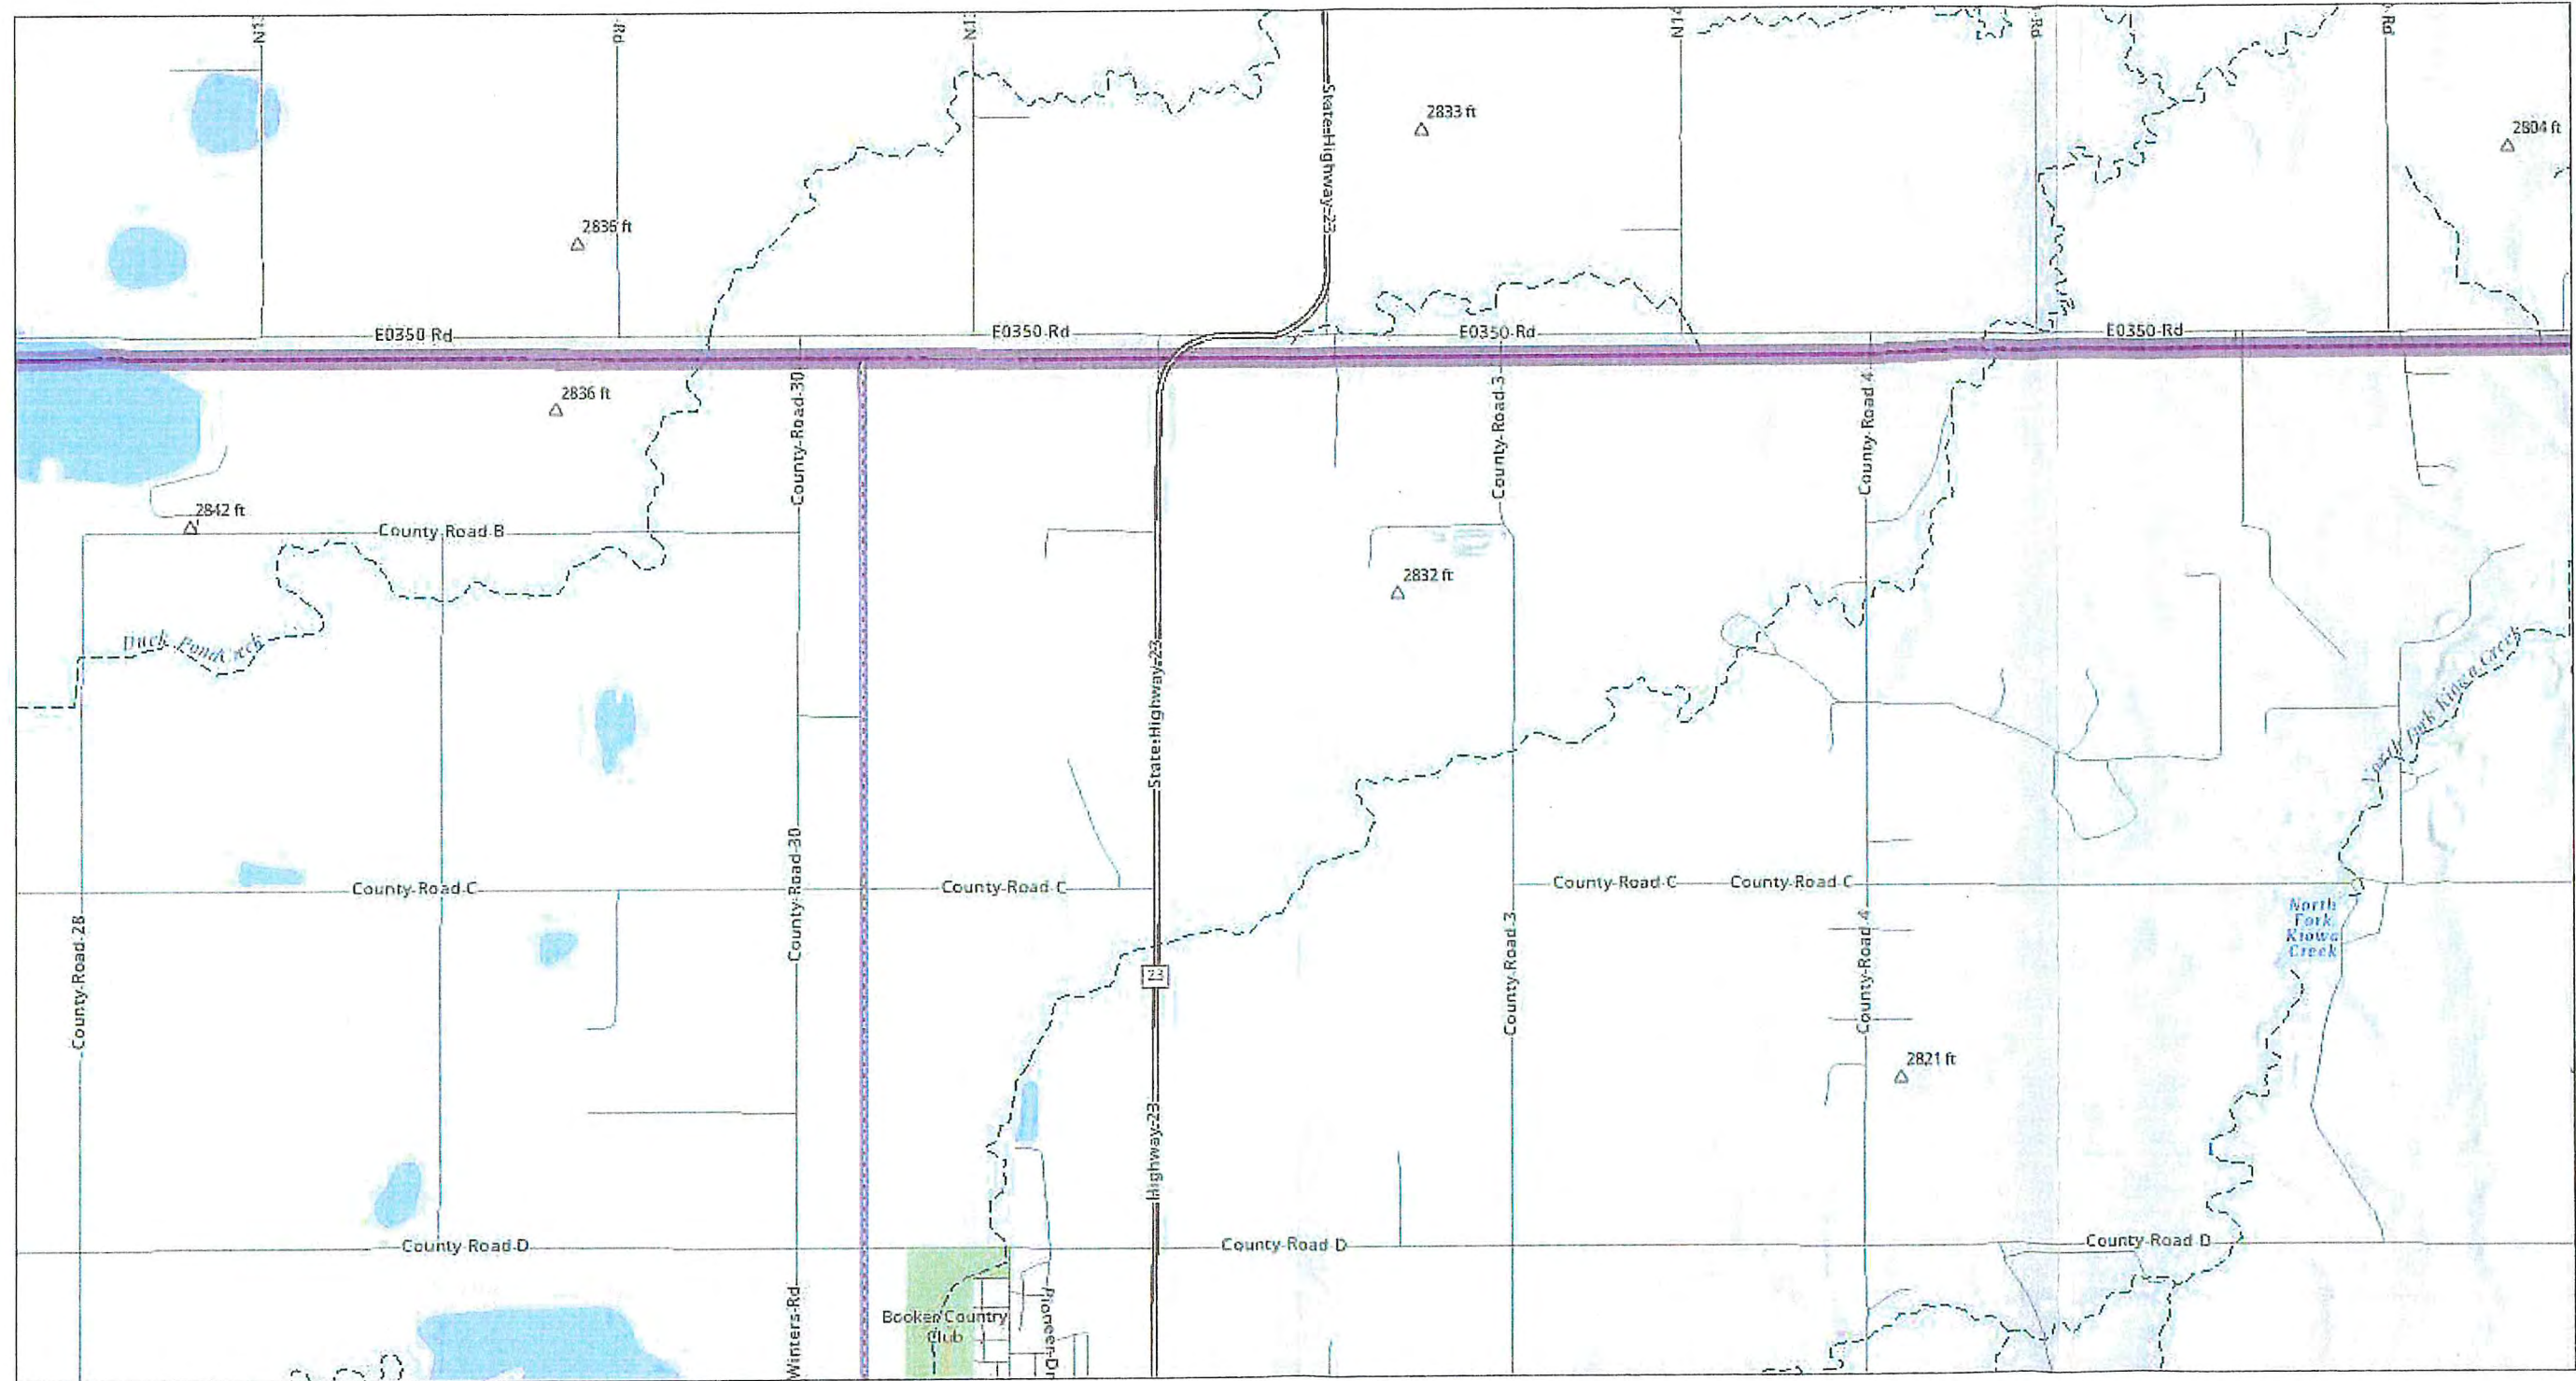 Rd
Rd
Rd
2833 ft
2804 ft
State-Highway-23
2836 ft
E0350-Rd
E0350-Rd
E0350-Rd
E0350-Rd
2836 ft
County-Road-30
County-Road-3
County-Road-4
2842 ft
County-Road-B
2832 ft
Duck Pond Creek
State-Highway-23
North Fork Kiowa Creek
County-Road-30
County-Road-C
County-Road-C
County-Road-C
County-Road-C
North
Fork
Kiowa
Creek
County-Road-28
County-Road-3
County-Road-4
23
2821 ft
Highway-23
County-Road-D
County-Road-D
County-Road-D
Winters-Rd
Booker Country
Club
Pioneer-Dr